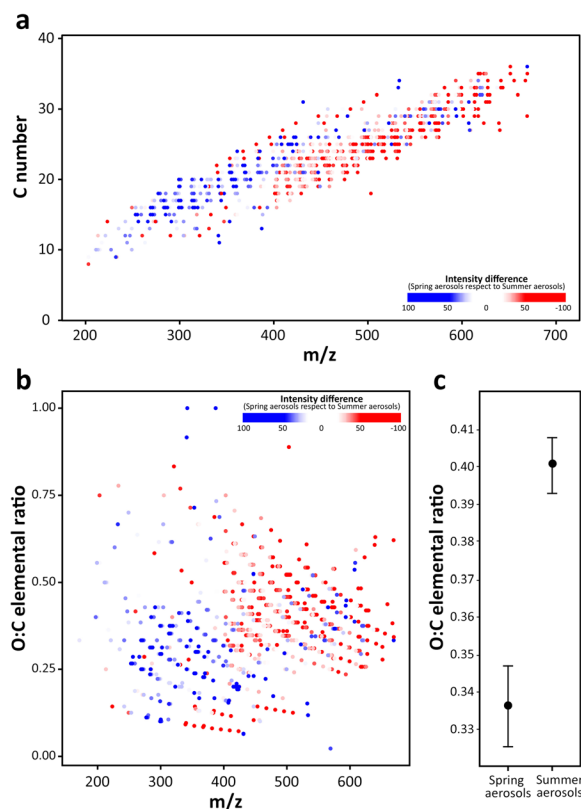 a
40
30
20
10
0
C number
200 300 400 500 600 700
m/z
Intensity difference
(Spring aerosols respect to Summer aerosols)
100 50 0 50 -100
b
1.00
0.75
0.50
0.25
0.00
O:C elemental ratio
200 300 400 500 600
m/z
Intensity difference
(Spring aerosols respect to Summer aerosols)
100 50 0 50 -100
c
0.41
0.40
0.39
0.38
0.37
0.36
0.35
0.34
0.33
O:C elemental ratio
Spring Summer
aerosols aerosols